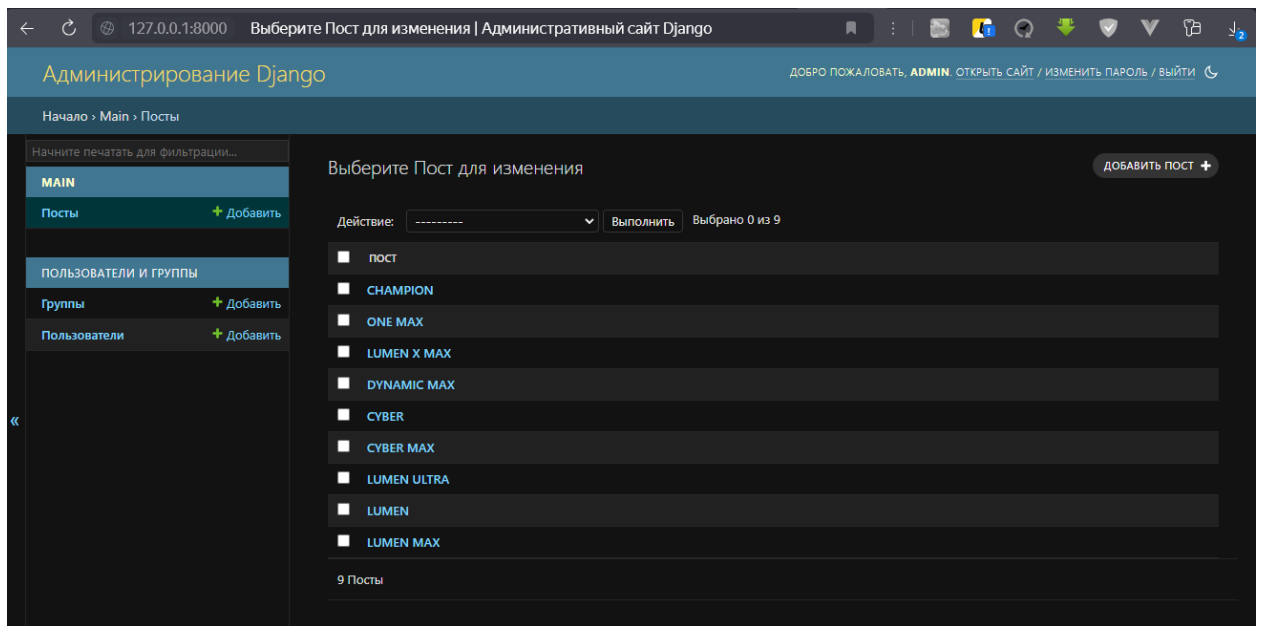 127.0.0.1:8000 Выберите Пост для изменения | Административный сайт Django
2
Администрирование Django
ДОБРО ПОЖАЛОВАТЬ, ADMIN. ОТКРЫТЬ САЙТ / ИЗМЕНИТЬ ПАРОЛЬ / ВЫЙТИ
Начало › Main › Посты
Начните печатать для фильтрации...
MAIN
Посты + Добавить
ПОЛЬЗОВАТЕЛИ И ГРУППЫ
Группы + Добавить
Пользователи + Добавить
«
Выберите Пост для изменения
ДОБАВИТЬ ПОСТ +
Действие: --------- Выполнить Выбрано 0 из 9
ПОСТ
CHAMPION
ONE MAX
LUMEN X MAX
DYNAMIC MAX
CYBER
CYBER MAX
LUMEN ULTRA
LUMEN
LUMEN MAX
9 Посты